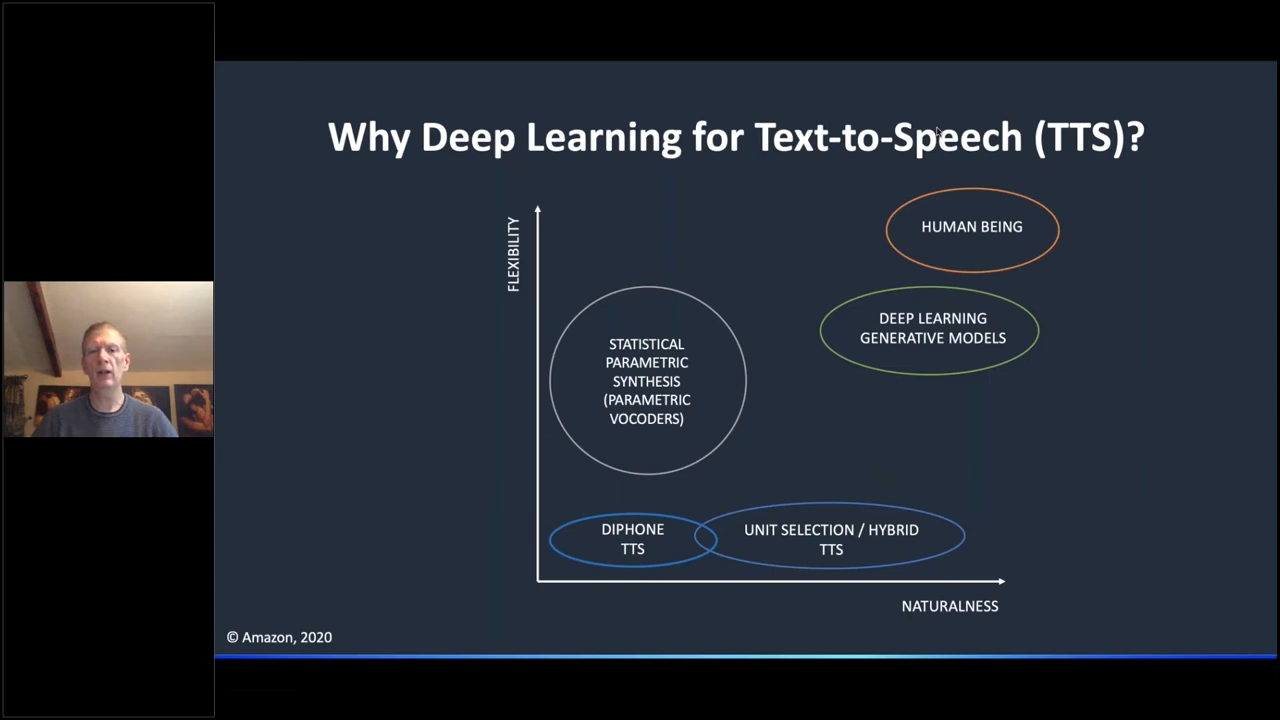 Why Deep Learning for Text-to-Speech (TTS)?
FLEXIBILITY
HUMAN BEING
DEEP LEARNING
GENERATIVE MODELS
STATISTICAL
PARAMETRIC
SYNTHESIS
(PARAMETRIC
VOCODERS)
DIPHONE
TTS
UNIT SELECTION / HYBRID
TTS
NATURALNESS
© Amazon, 2020